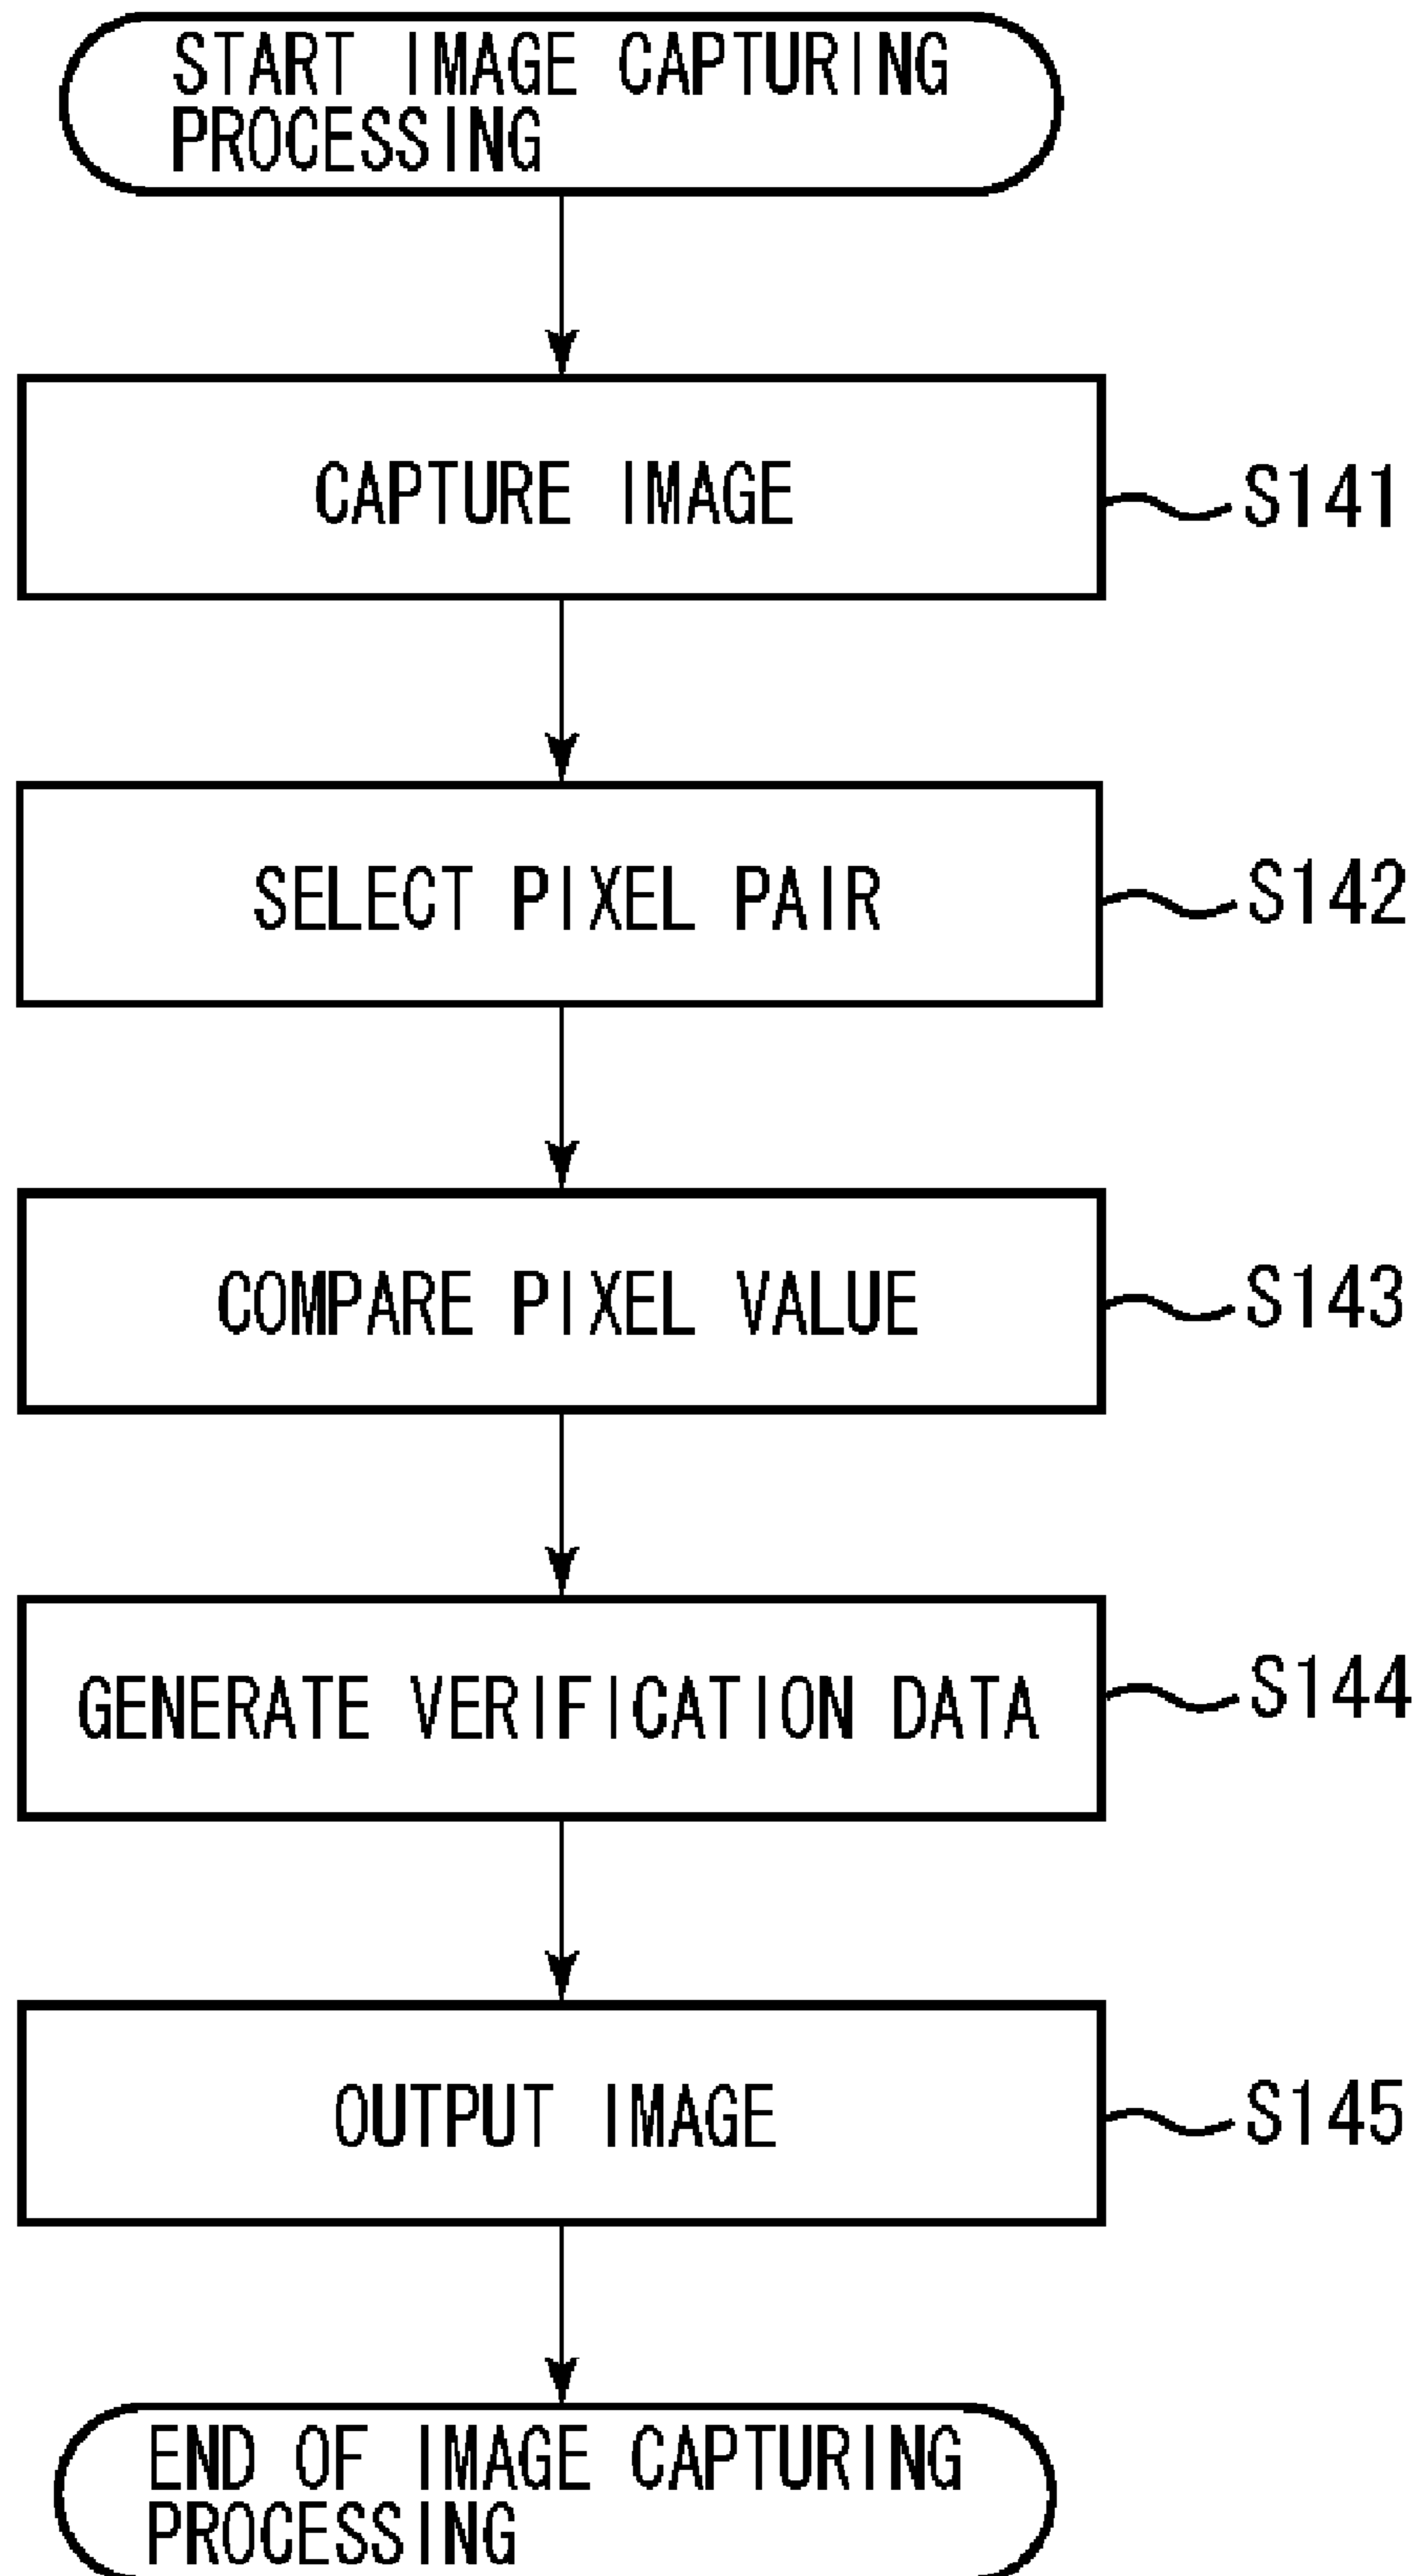 START IMAGE CAPTURING
PROCESSING
CAPTURE IMAGE
S141
SELECT PIXEL PAIR
S142
COMPARE PIXEL VALUE
S143
GENERATE VERIFICATION DATA
S144
OUTPUT IMAGE
S145
END OF IMAGE CAPTURING
PROCESSING